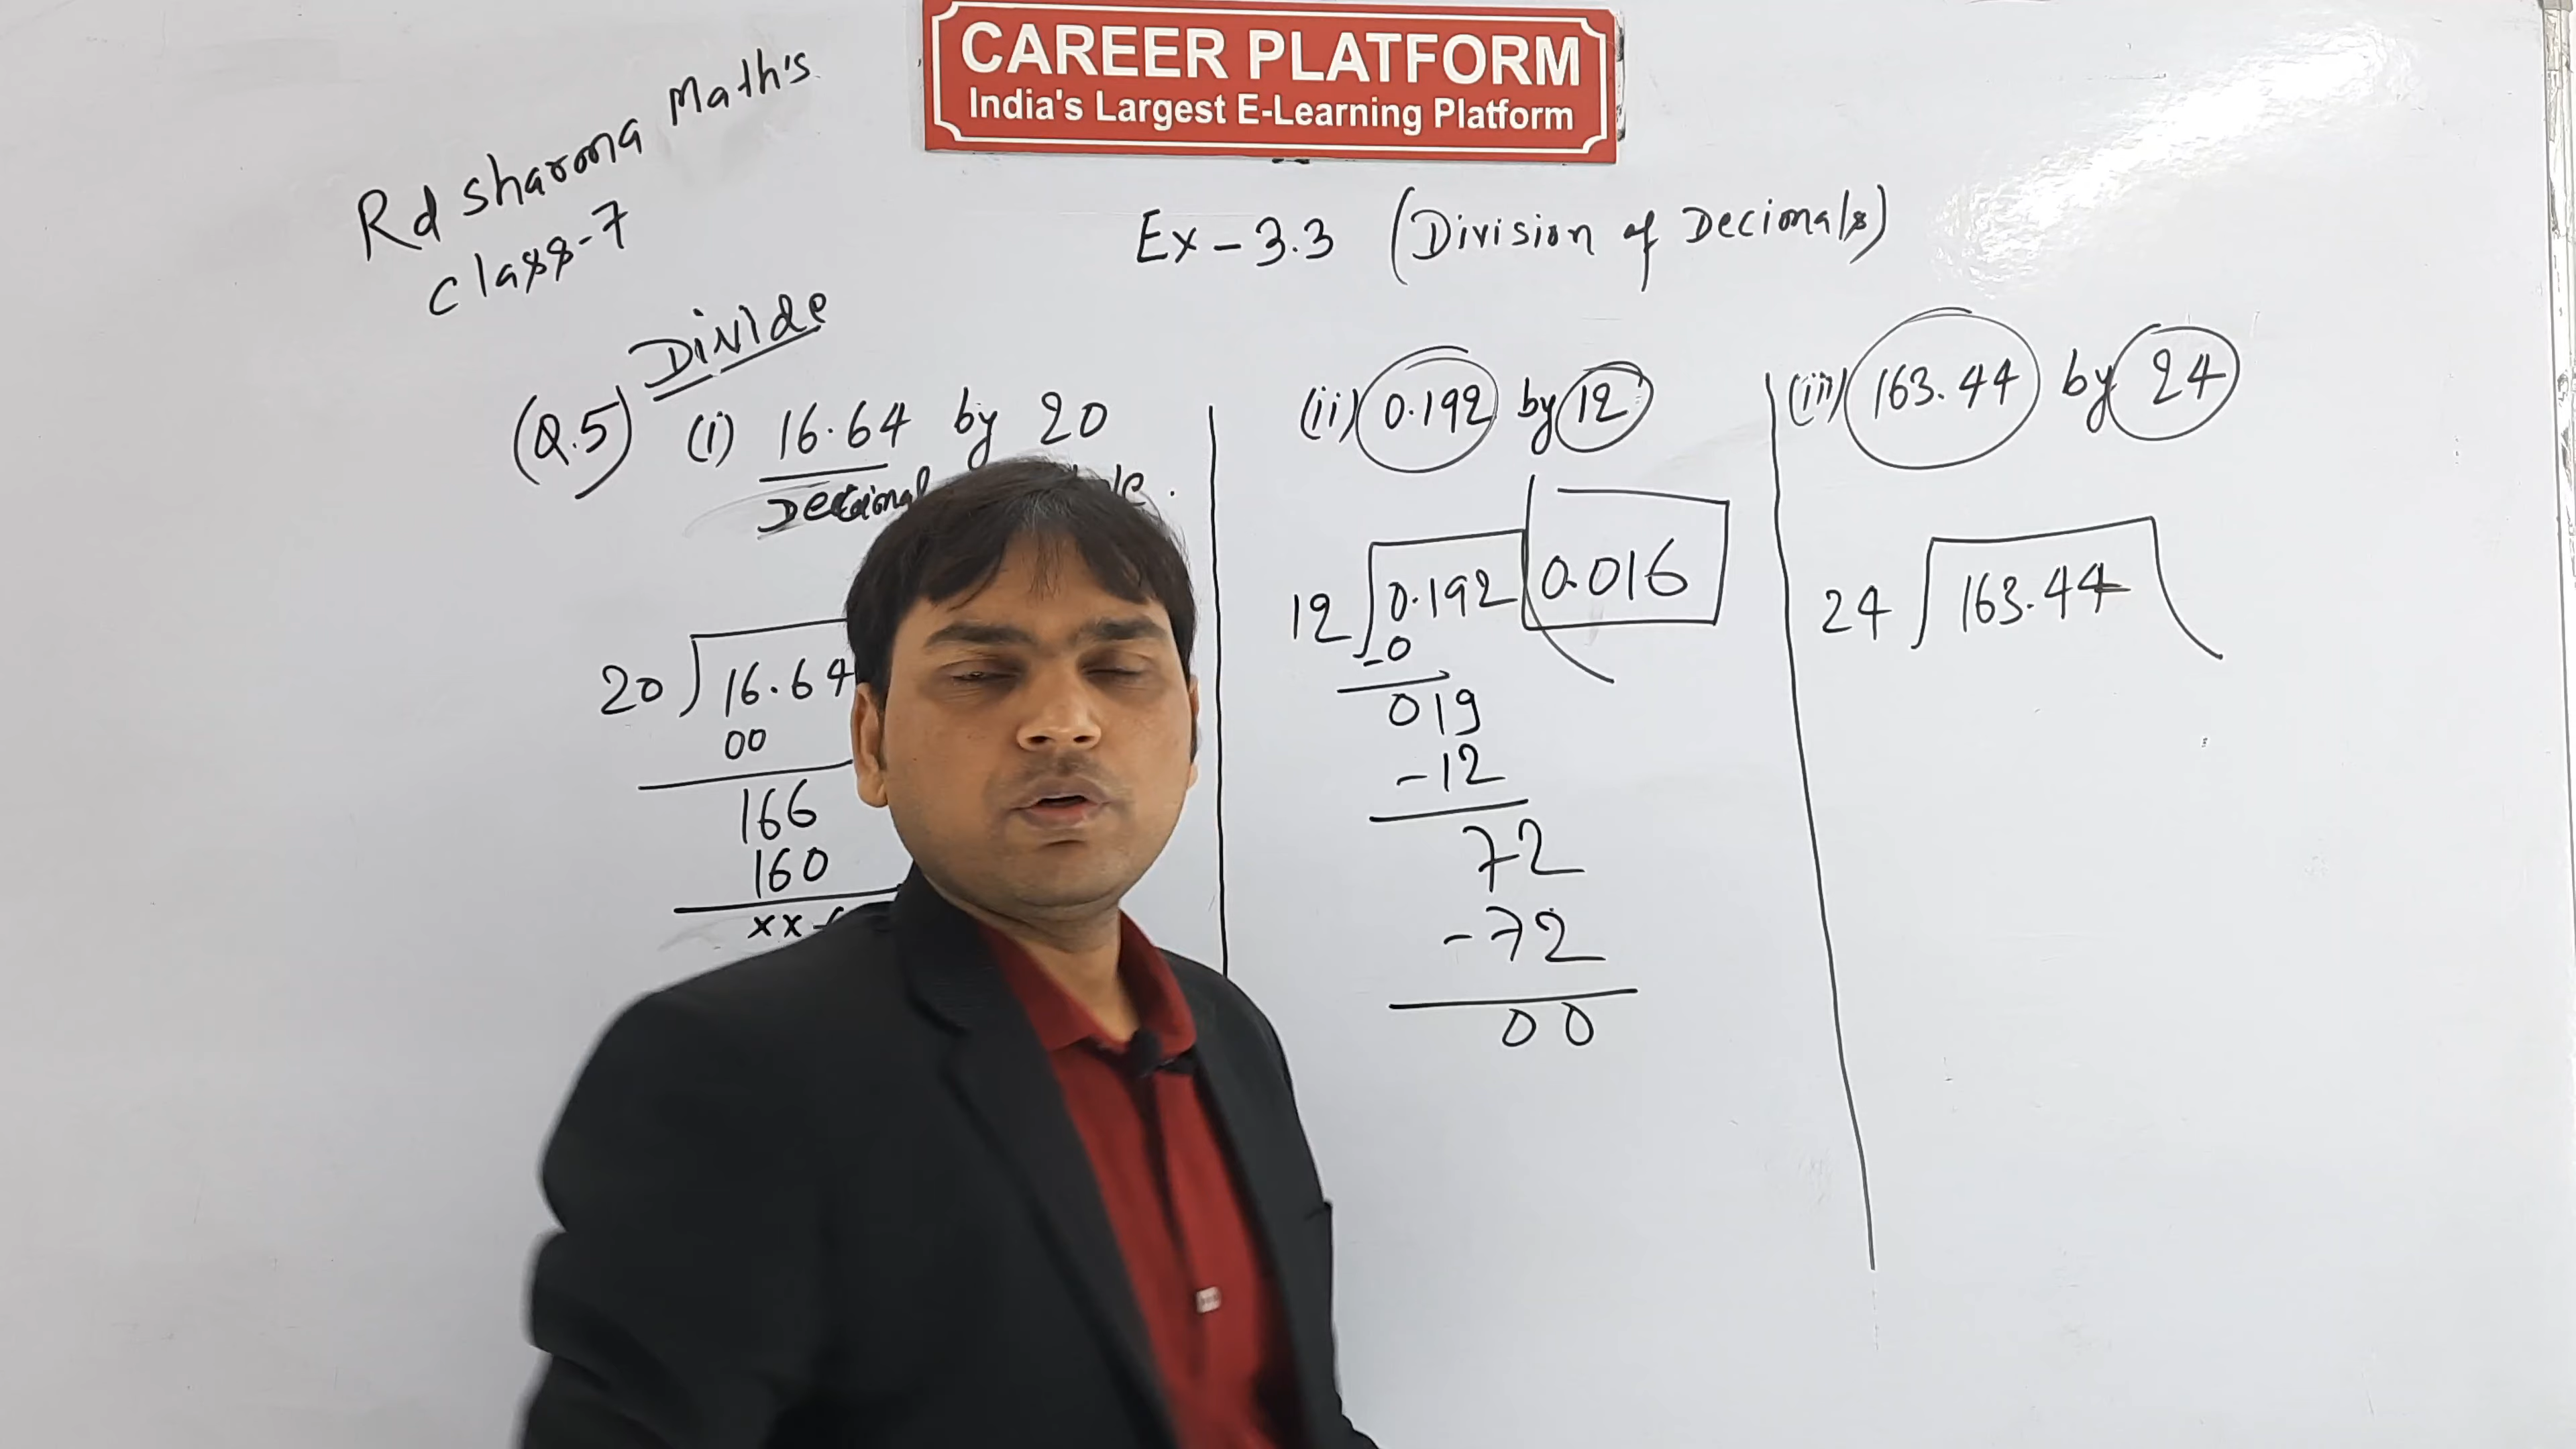 CAREER PLATFORM
India's Largest E-Learning Platform
Rd sharma Math's
Class-7
Ex-3.3 (Division of Decimals)
Divide
(Q.5) (i) 16.64 by 20
Decimal
20 16.64
00
166
160
xx
(ii) 0.192 by 12
12 0.192 0.016
-0
019
-12
72
-72
00
(iii) 163.44 by 24
24 163.44